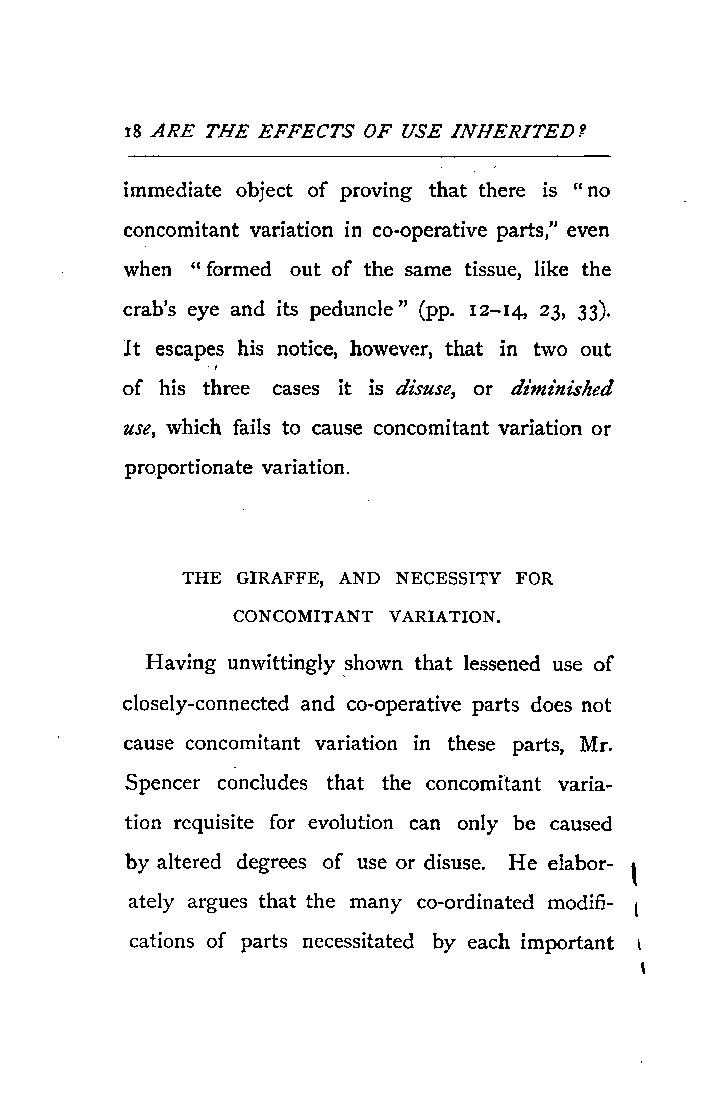 18 ARE THE EFFECTS OF USE INHERITED?
immediate object of proving that there is "no
concomitant variation in co-operative parts," even
when "formed out of the same tissue, like the
crab's eye and its peduncle" (pp. 12–14, 23, 33).
It escapes his notice, however, that in two out
of his three cases it is disuse, or diminished
use, which fails to cause concomitant variation or
proportionate variation.
THE GIRAFFE, AND NECESSITY FOR
CONCOMITANT VARIATION.
Having unwittingly shown that lessened use of
closely-connected and co-operative parts does not
cause concomitant variation in these parts, Mr.
Spencer concludes that the concomitant varia-
tion requisite for evolution can only be caused
by altered degrees of use or disuse. He elabor-
ately argues that the many co-ordinated modifi-
cations of parts necessitated by each important